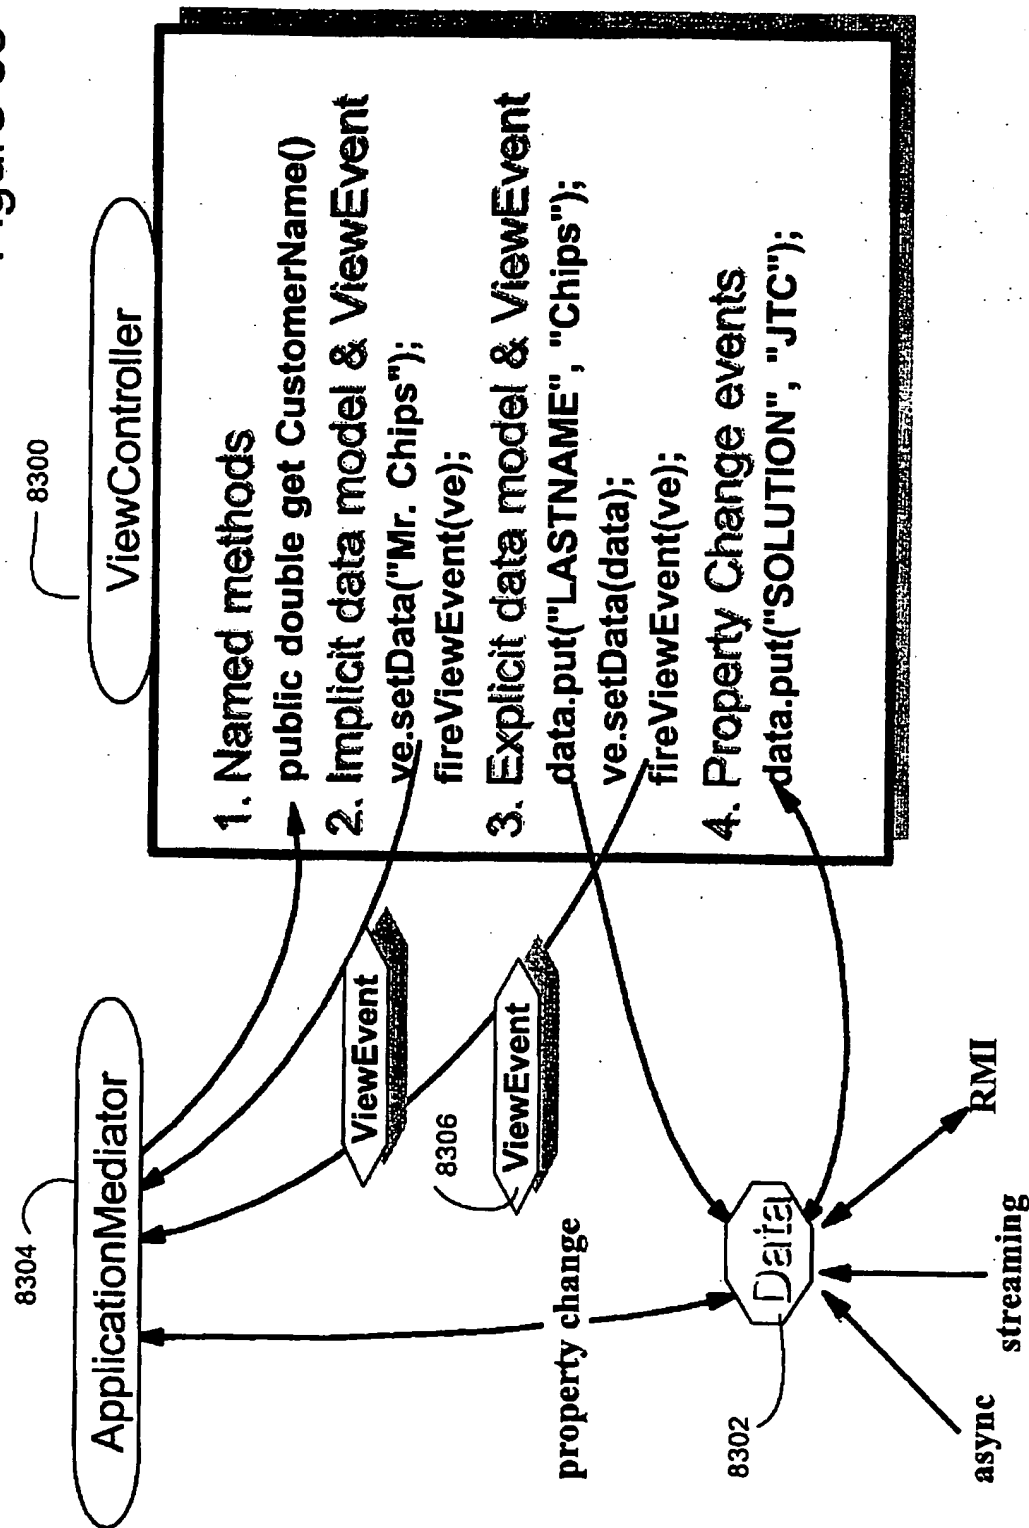 8300
ViewController
1. Named methods
public double get CustomerName()
2. Implicit data model & ViewEvent
ve.setData("Mr. Chips");
fireViewEvent(ve);
3. Explicit data model & ViewEvent
data.put("LASTNAME", "Chips");
ve.setData(data);
fireViewEvent(ve);
4. Property Change events
data.put("SOLUTION", "JTC");
8304
ApplicationMediator
ViewEvent
8306
ViewEvent
property change
8302
Data
async
streaming
RMI